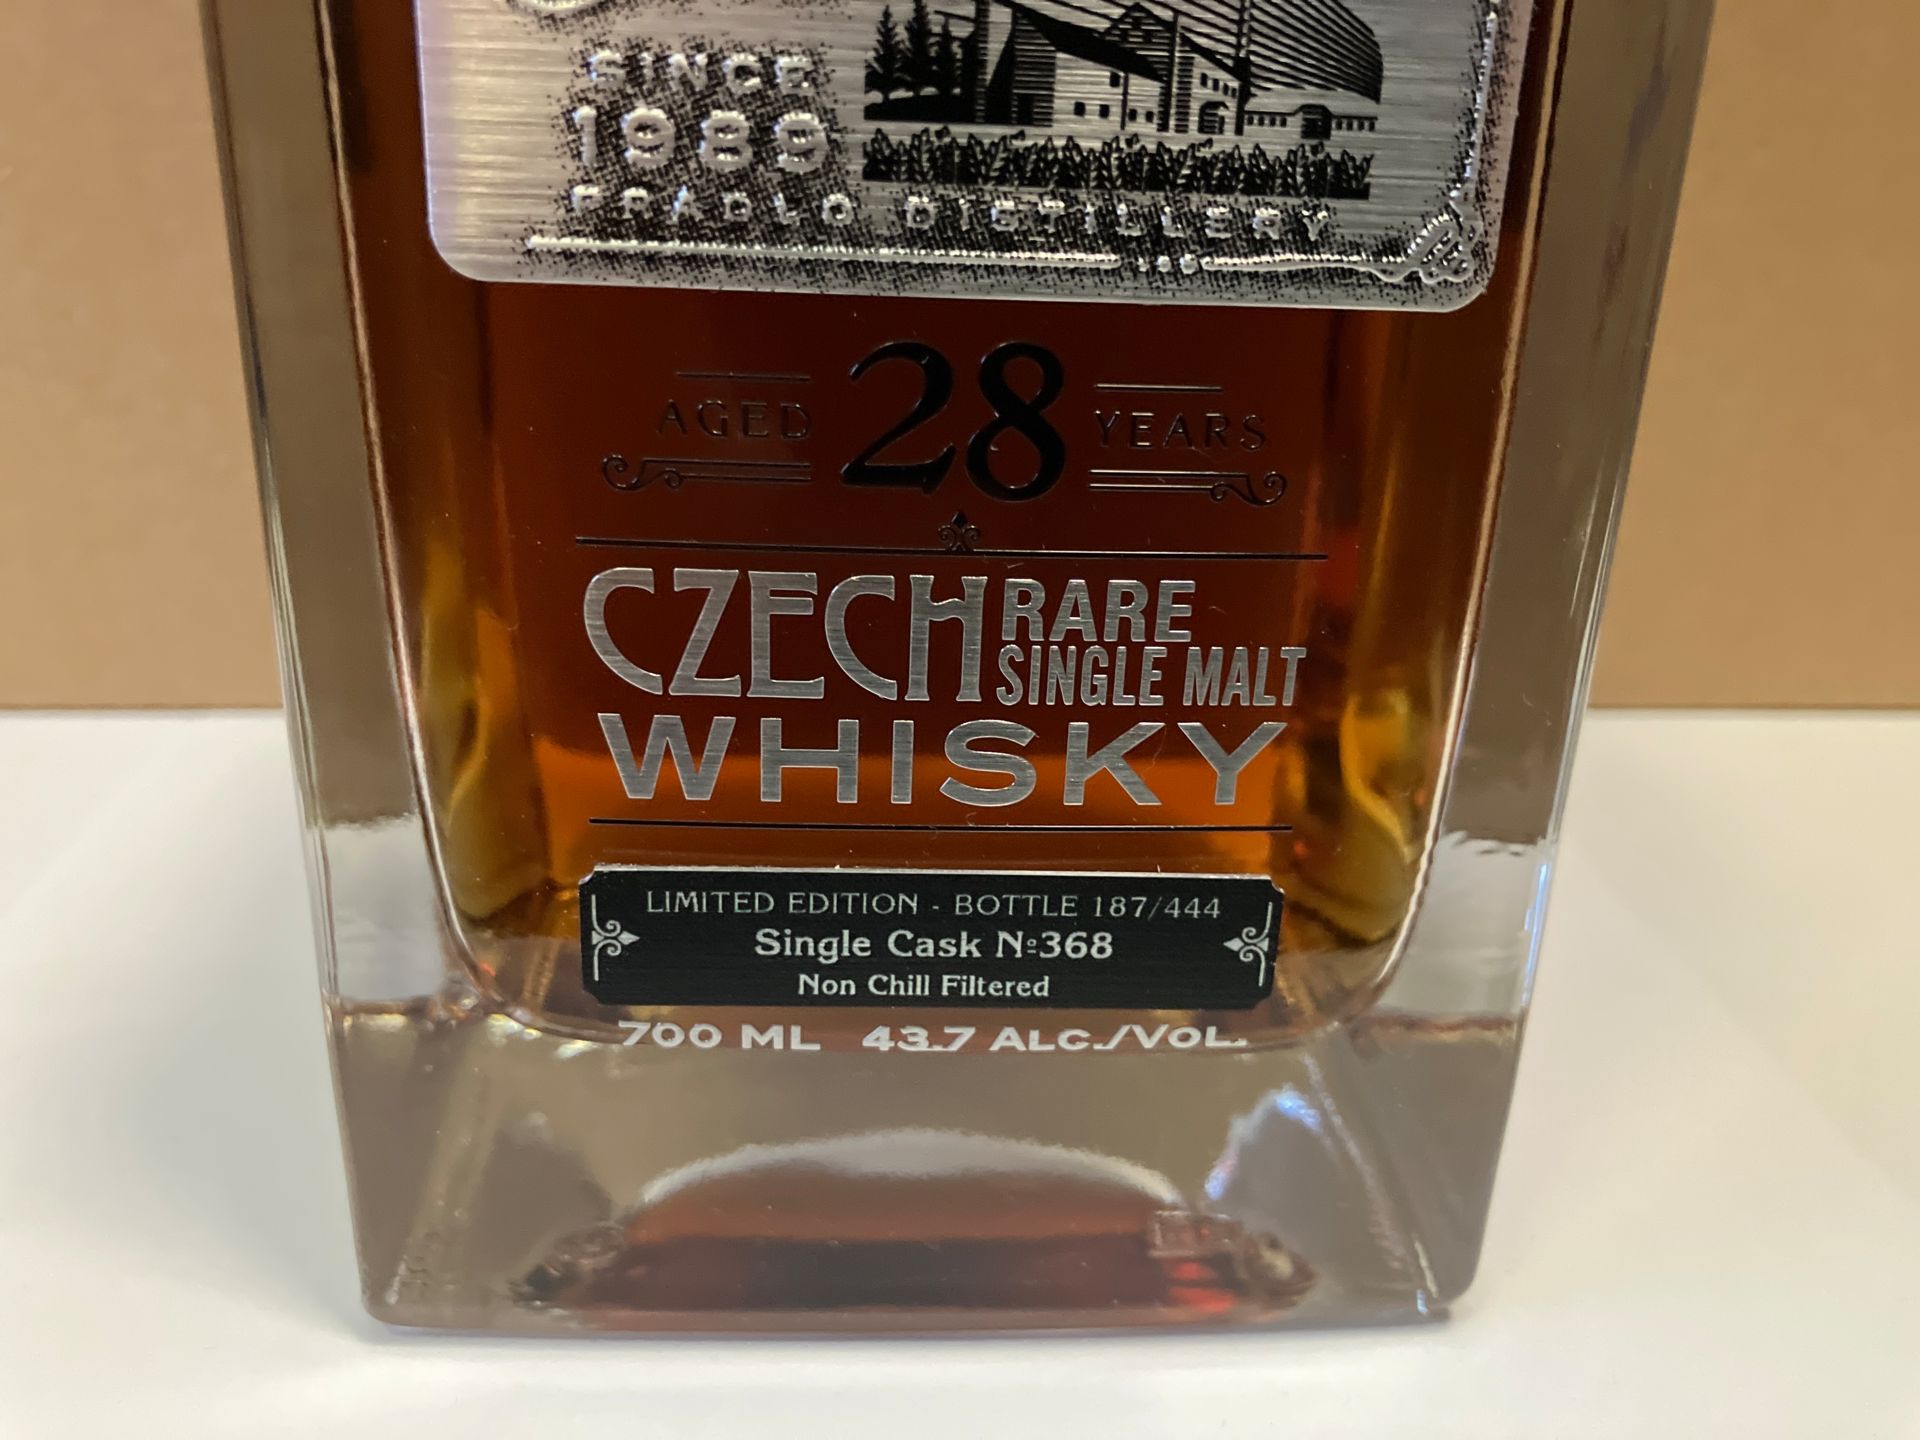 SINCE
1989
PRADLO DISTILLERY
AGED 28 YEARS
CZECH RARE
SINGLE MALT
WHISKY
LIMITED EDITION - BOTTLE 187/444
Single Cask №368
Non Chill Filtered
700 ML 43.7 ALC./VOL.